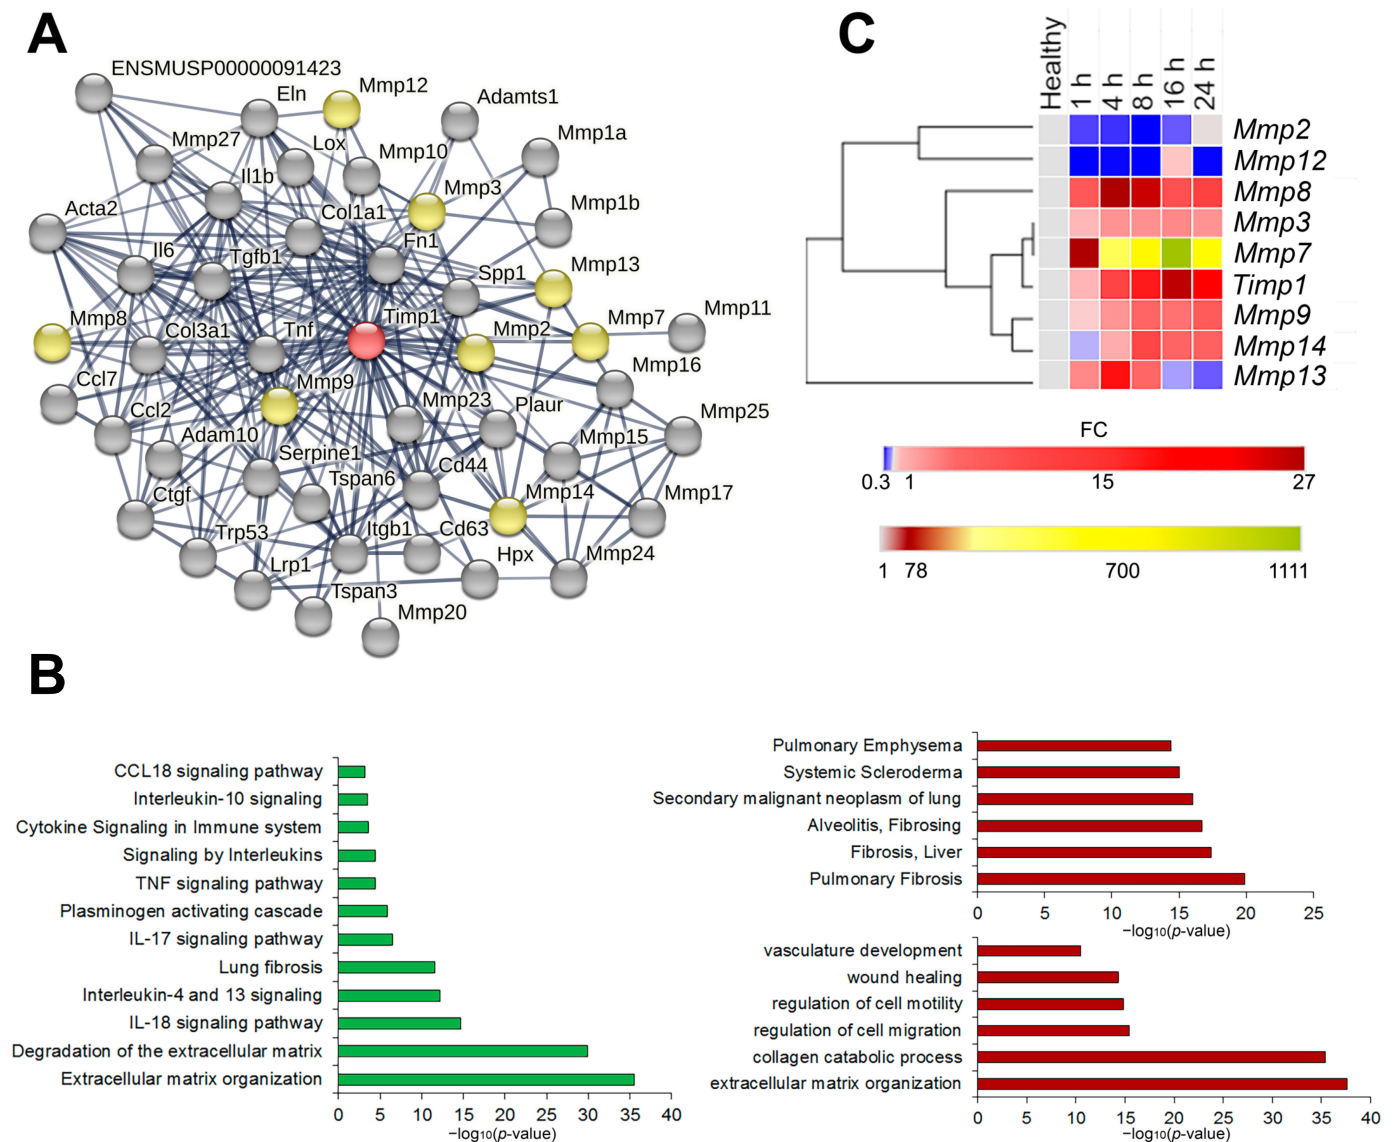 A
ENSMUSP00000091423
Eln
Mmp12
Adamts1
Mmp27
Lox
Mmp10
Mmp1a
Il1b
Mmp3
Acta2
Col1a1
Mmp1b
Il6
Tgfb1
Fn1
Spp1
Mmp13
Mmp8
Col3a1
Tnf
Timp1
Mmp2
Mmp7
Mmp11
Mmp16
Ccl7
Mmp9
Ccl2
Mmp23
Plaur
Mmp25
Adam10
Serpine1
Mmp15
Ctgf
Tspan6
Cd44
Mmp14
Mmp17
Trp53
Itgb1
Cd63
Hpx
Mmp24
Lrp1
Tspan3
Mmp20
C
Healthy
1 h
4 h
8 h
16 h
24 h
Mmp2
Mmp12
Mmp8
Mmp3
Mmp7
Timp1
Mmp9
Mmp14
Mmp13
FC
0.3 1 15 27
1 78 700 1111
B
CCL18 signaling pathway
Interleukin-10 signaling
Cytokine Signaling in Immune system
Signaling by Interleukins
TNF signaling pathway
Plasminogen activating cascade
IL-17 signaling pathway
Lung fibrosis
Interleukin-4 and 13 signaling
IL-18 signaling pathway
Degradation of the extracellular matrix
Extracellular matrix organization
0 5 10 15 20 25 30 35 40
−log₁₀(p-value)
Pulmonary Emphysema
Systemic Scleroderma
Secondary malignant neoplasm of lung
Alveolitis, Fibrosing
Fibrosis, Liver
Pulmonary Fibrosis
0 5 10 15 20 25
−log₁₀(p-value)
vasculature development
wound healing
regulation of cell motility
regulation of cell migration
collagen catabolic process
extracellular matrix organization
0 5 10 15 20 25 30 35 40
−log₁₀(p-value)